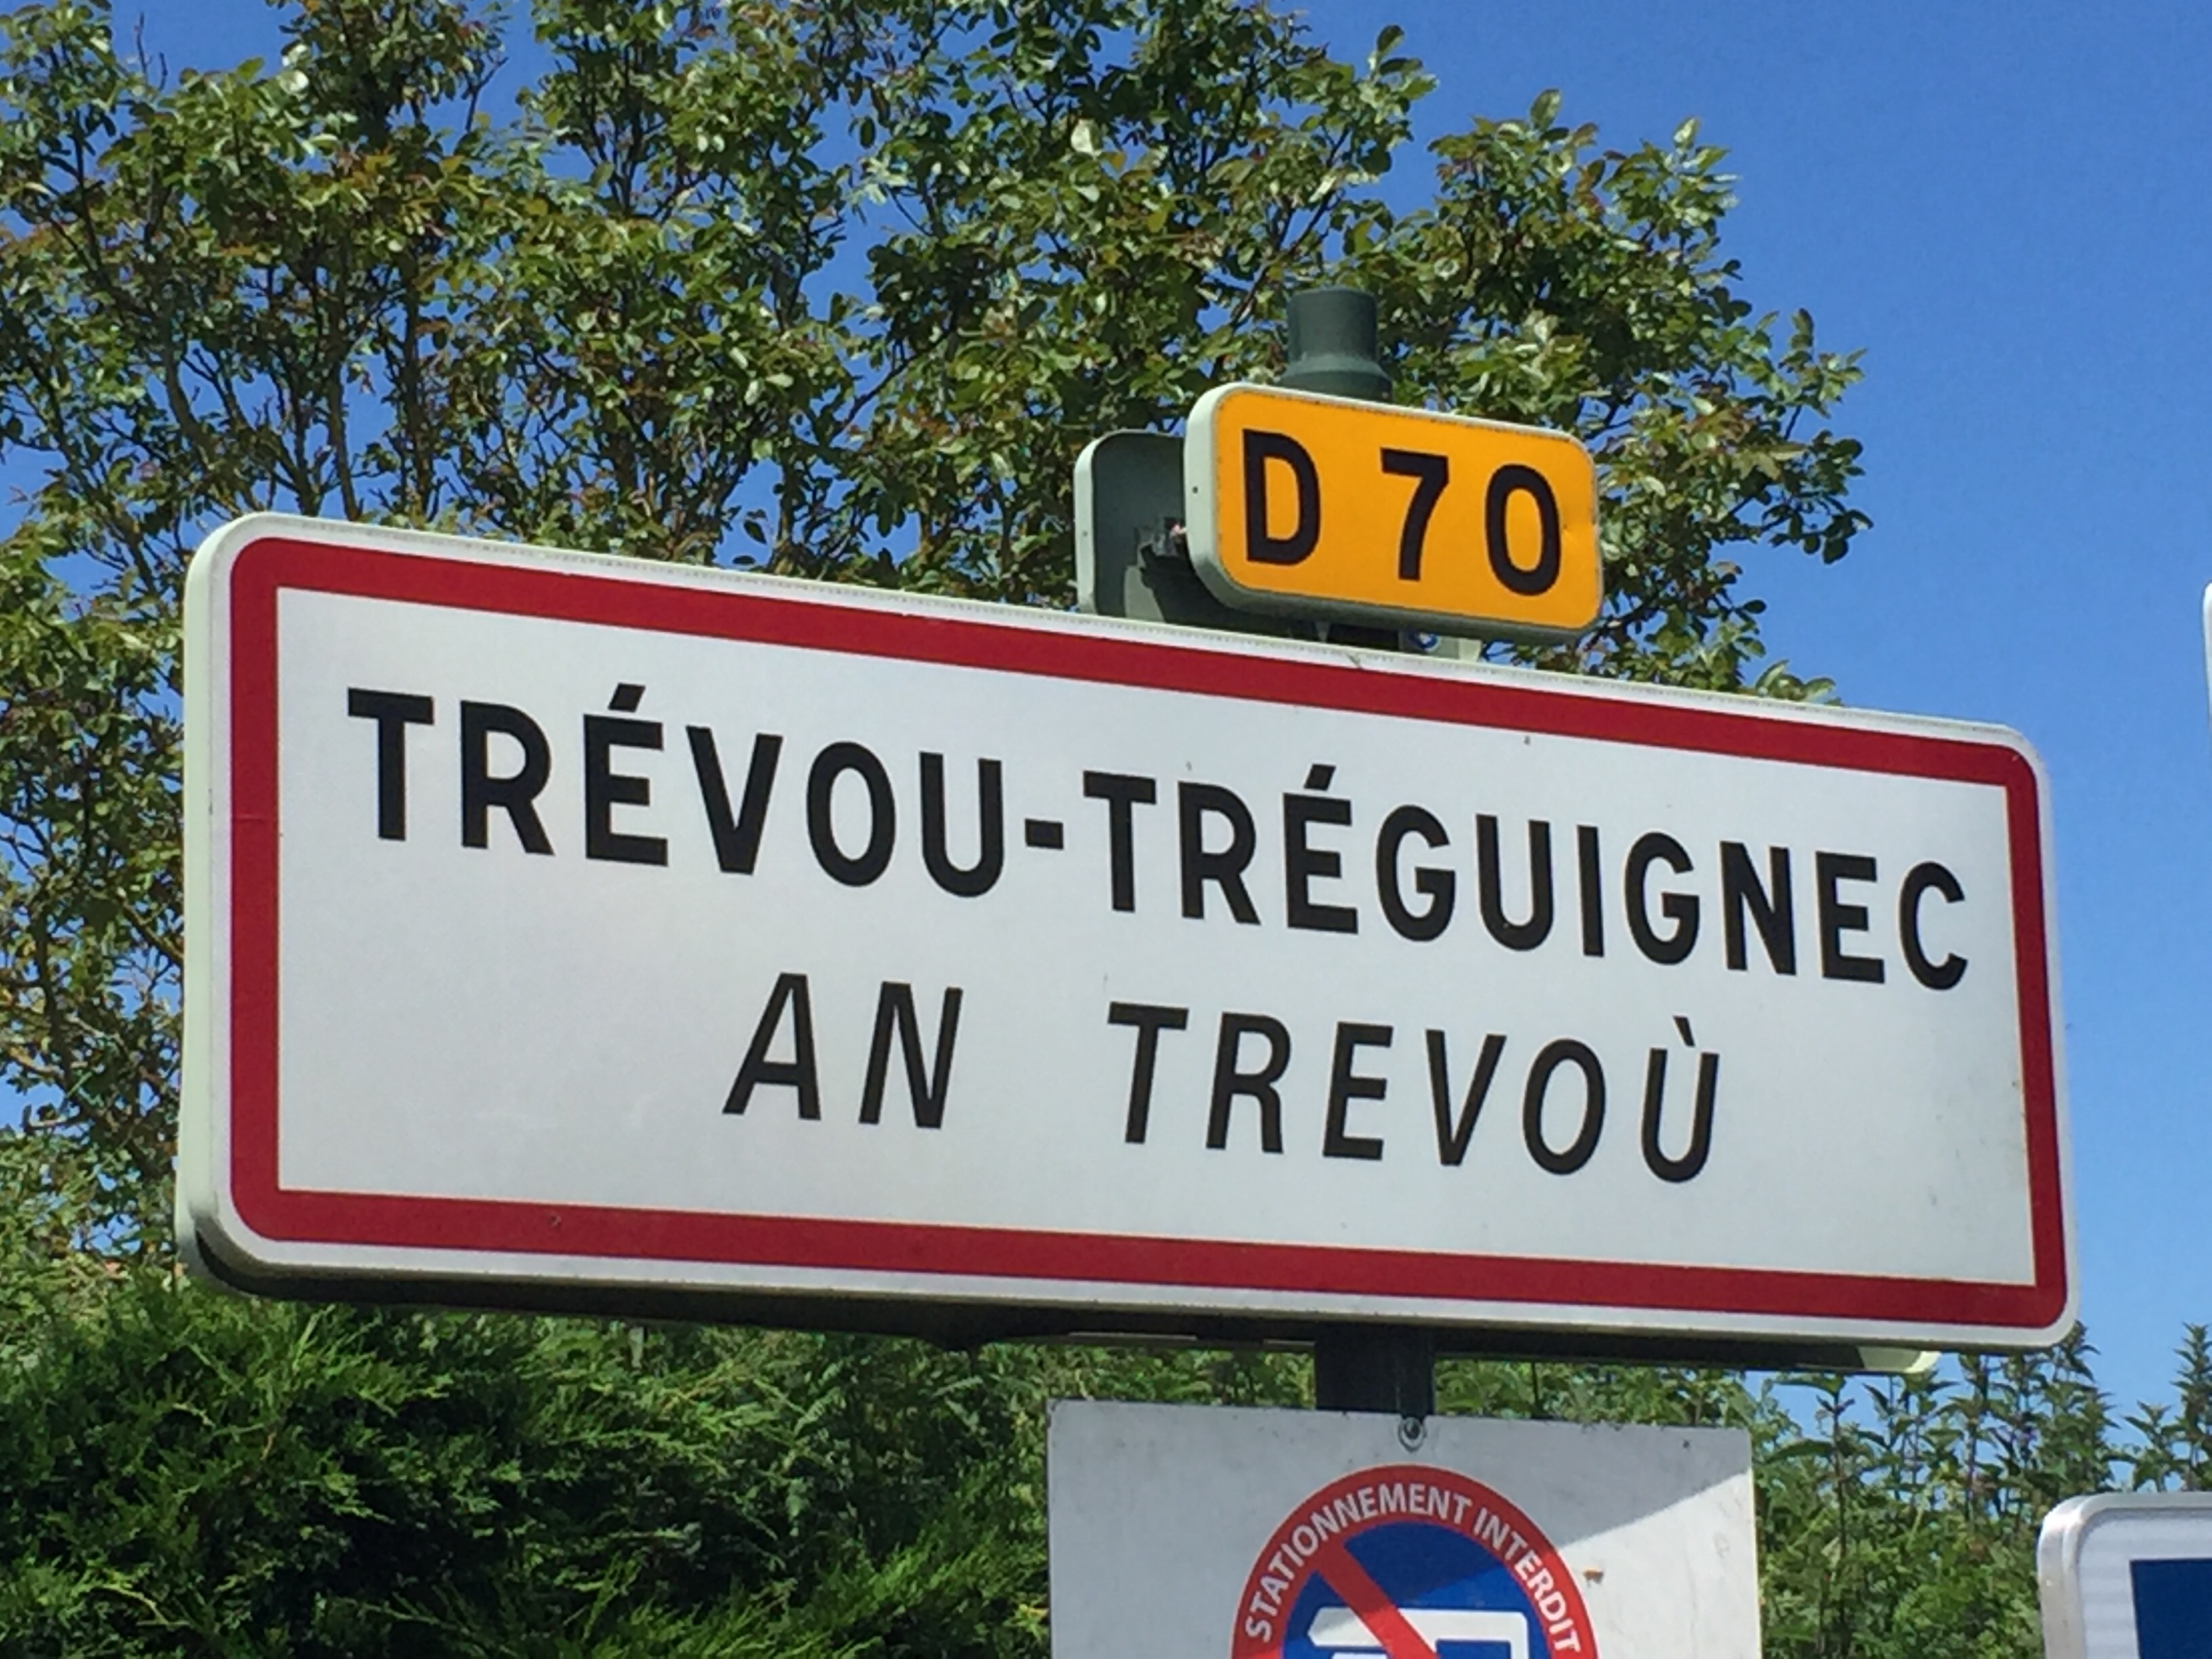 D 70
TRÉVOU-TRÉGUIGNEC
AN TREVOÙ
STATIONNEMENT INTERDIT